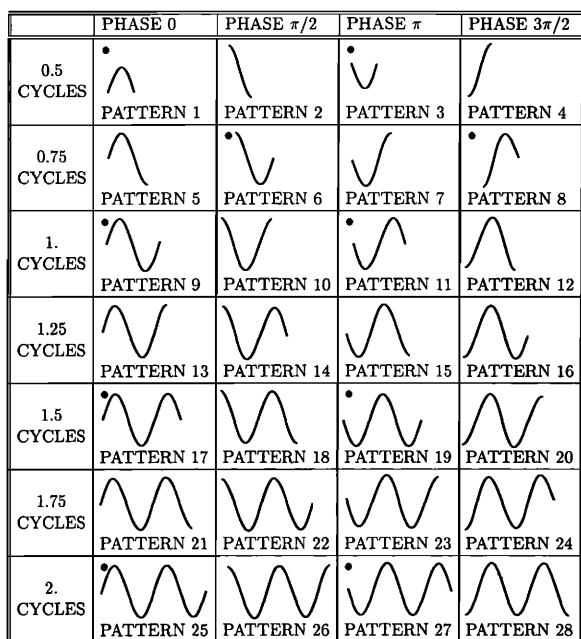 PHASE 0 PHASE π/2 PHASE π PHASE 3π/2
0.5
CYCLES
PATTERN 1 PATTERN 2 PATTERN 3 PATTERN 4
0.75
CYCLES
PATTERN 5 PATTERN 6 PATTERN 7 PATTERN 8
1.
CYCLES
PATTERN 9 PATTERN 10 PATTERN 11 PATTERN 12
1.25
CYCLES
PATTERN 13 PATTERN 14 PATTERN 15 PATTERN 16
1.5
CYCLES
PATTERN 17 PATTERN 18 PATTERN 19 PATTERN 20
1.75
CYCLES
PATTERN 21 PATTERN 22 PATTERN 23 PATTERN 24
2.
CYCLES
PATTERN 25 PATTERN 26 PATTERN 27 PATTERN 28